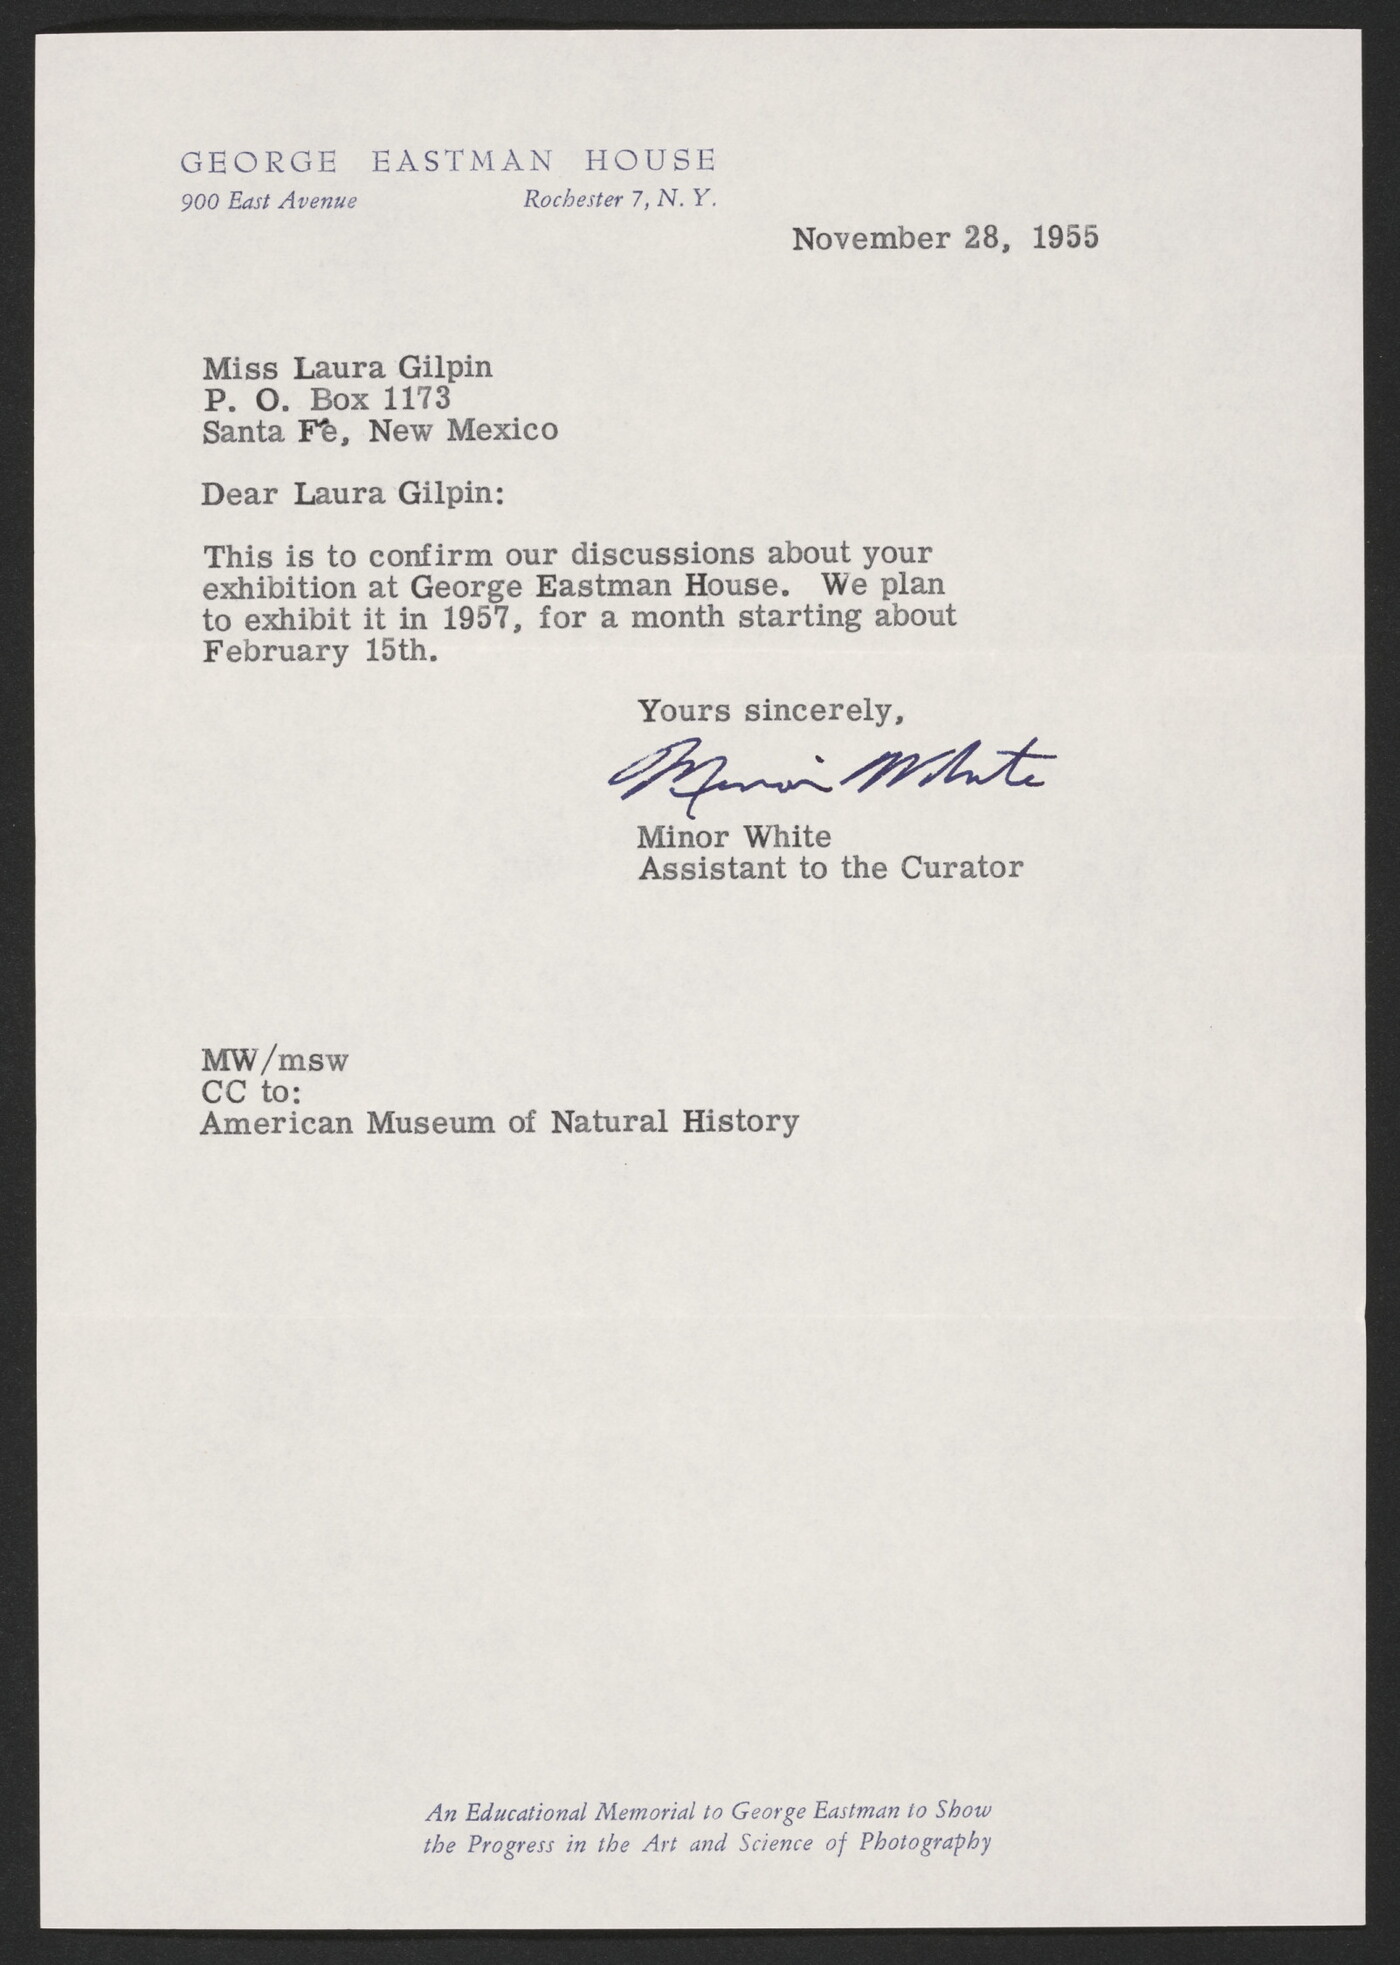 GEORGE EASTMAN HOUSE
900 East Avenue Rochester 7, N. Y.
November 28, 1955
Miss Laura Gilpin
P. O. Box 1173
Santa Fe, New Mexico
Dear Laura Gilpin:
This is to confirm our discussions about your
exhibition at George Eastman House. We plan
to exhibit it in 1957, for a month starting about
February 15th.
Yours sincerely,
Minor White
Minor White
Assistant to the Curator
MW/msw
CC to:
American Museum of Natural History
An Educational Memorial to George Eastman to Show
the Progress in the Art and Science of Photography